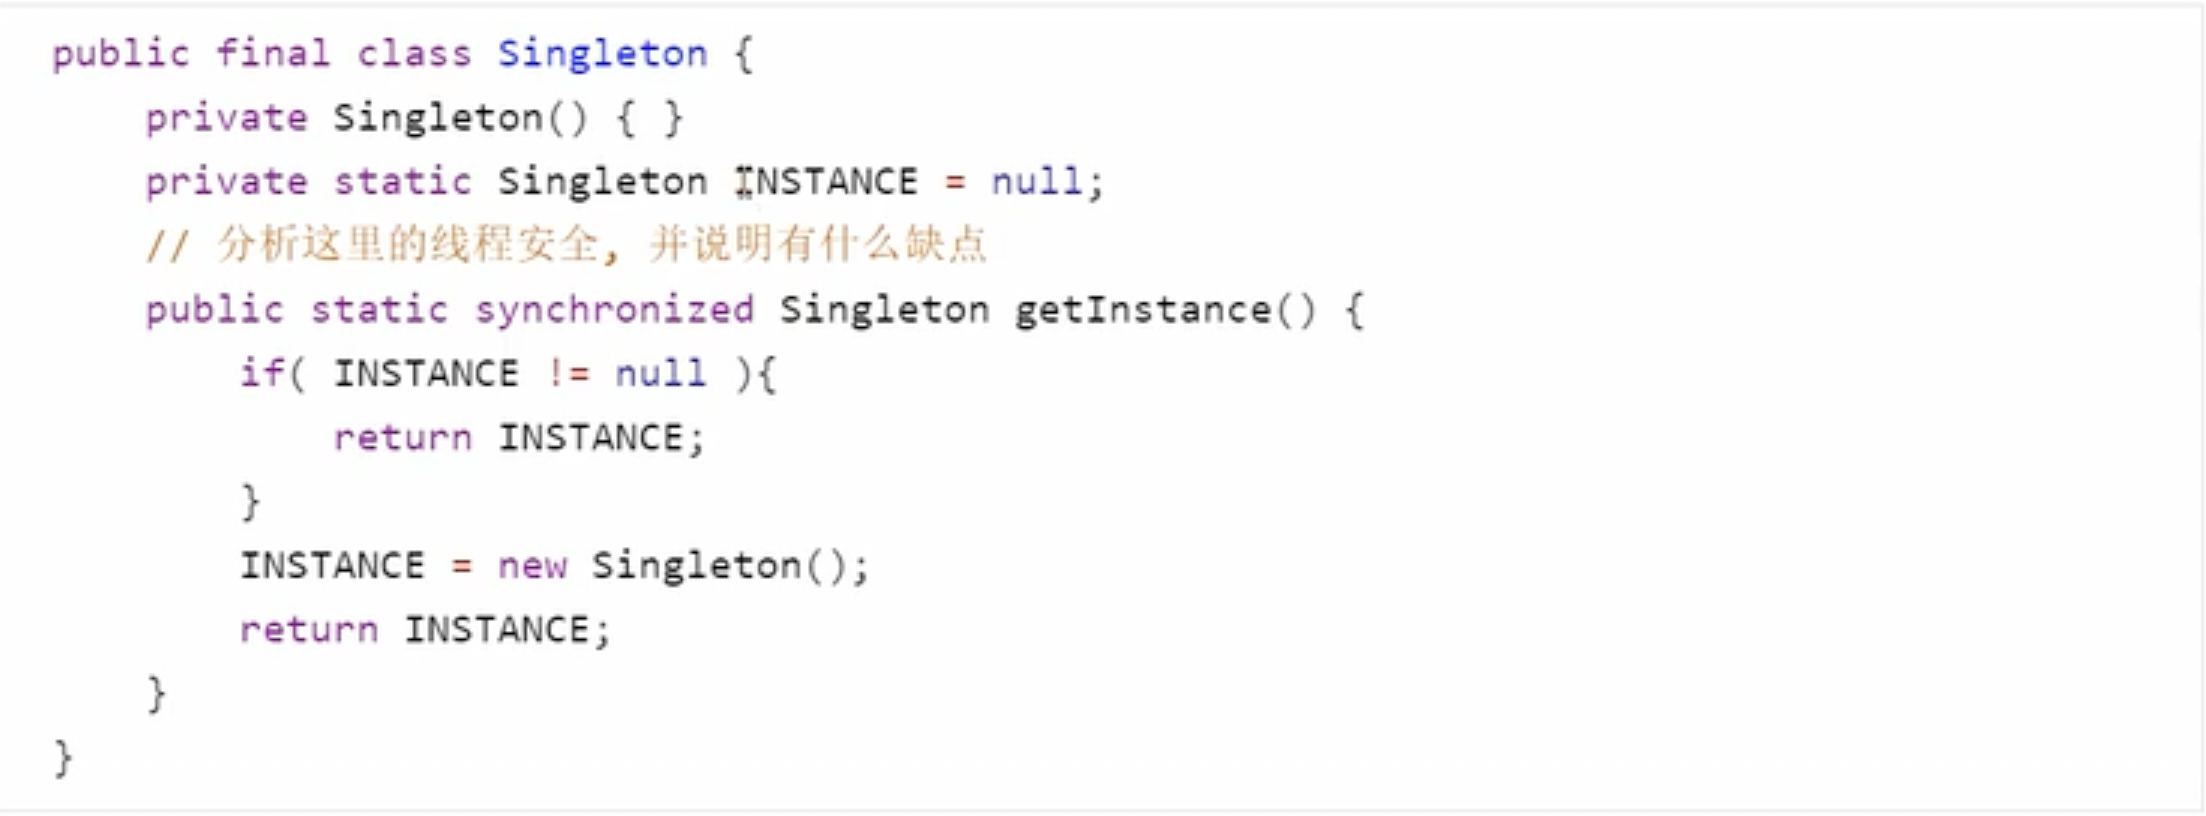 public final class Singleton {
    private Singleton() { }
    private static Singleton INSTANCE = null;
    // 分析这里的线程安全, 并说明有什么缺点
    public static synchronized Singleton getInstance() {
        if( INSTANCE != null ){
            return INSTANCE;
        }
        INSTANCE = new Singleton();
        return INSTANCE;
    }
}